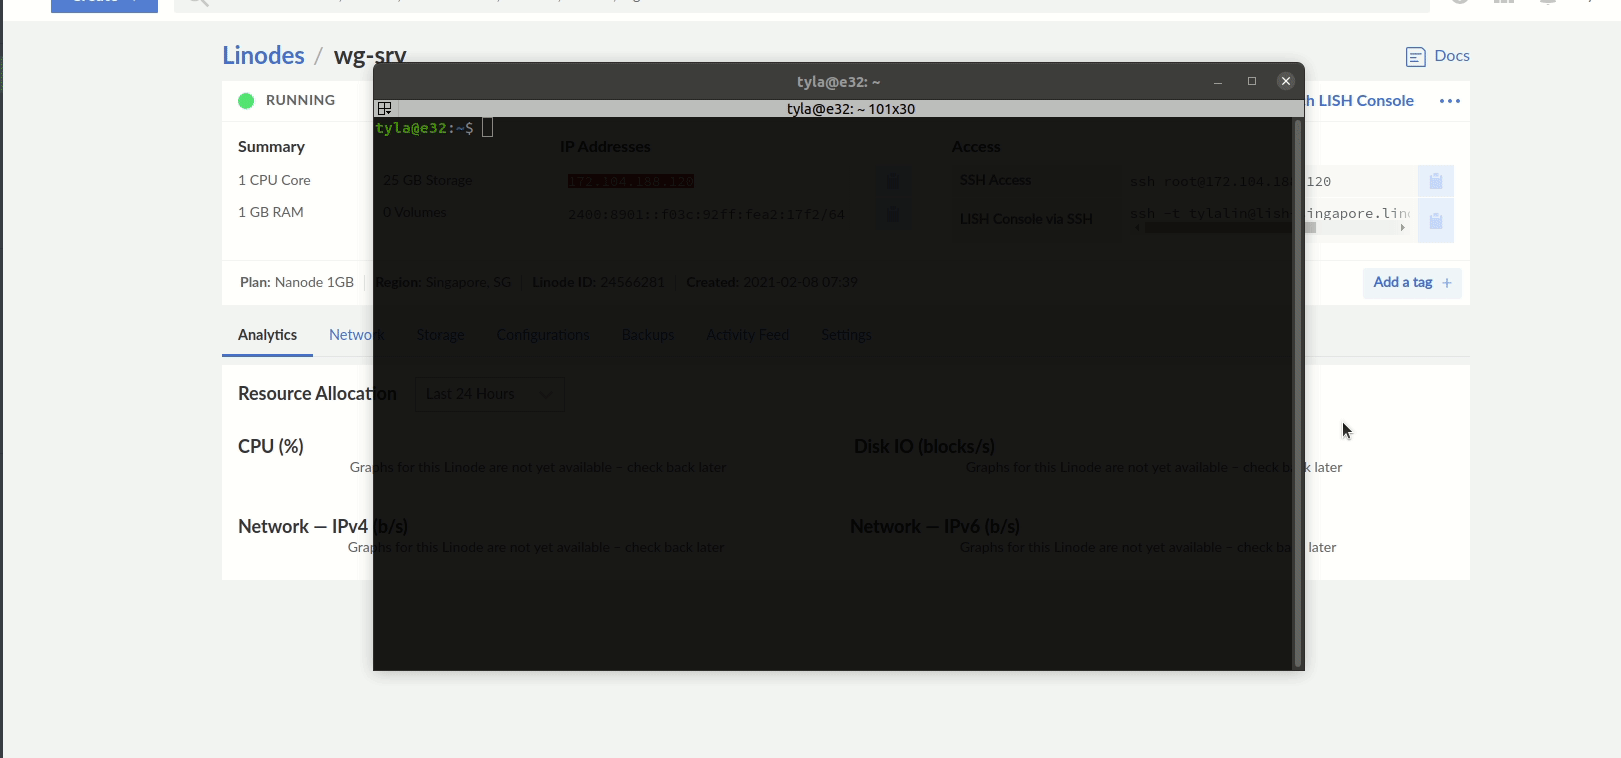 Create
Linodes / wg-srv
Docs
tyla@e32: ~
RUNNING
h LISH Console
tyla@e32: ~ 101x30
tyla@e32:~$
Summary
IP Addresses
Access
1 CPU Core
25 GB Storage
SSH Access
ssh root@172.104.18 120
1 GB RAM
0 Volumes
2400:8901::f03c:92ff:fea2:17f2/64
LISH Console via SSH
ssh -t tylalin@lish ingapore.lin
Plan: Nanode 1GB
Region: Singapore, SG
Linode ID: 24566281
Created: 2021-02-08 07:39
Add a tag +
Analytics
Network
Storage
Configurations
Backups
Activity Feed
Settings
Resource Allocation
Last 24 Hours
CPU (%)
Disk IO (blocks/s)
Graphs for this Linode are not yet available – check back later
Graphs for this Linode are not yet available – check back later
Network — IPv4 (b/s)
Network — IPv6 (b/s)
Graphs for this Linode are not yet available – check back later
Graphs for this Linode are not yet available – check back later